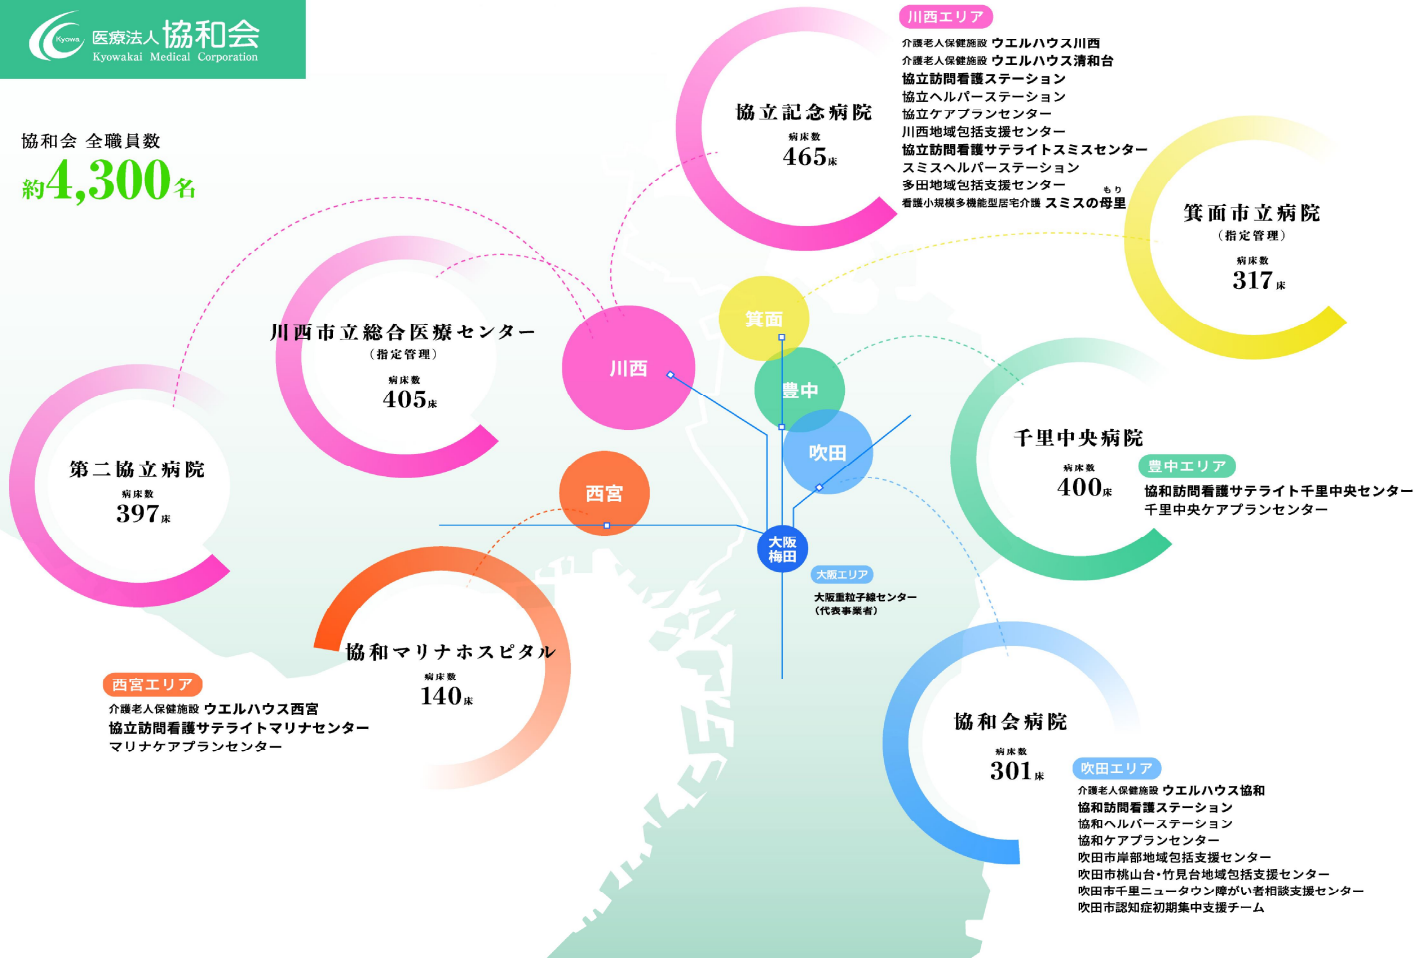 Kyowa
医療法人協和会
Kyowakai Medical Corporation
協和会 全職員数
約4,300名
協立記念病院
病床数
465床
川西エリア
介護老人保健施設 ウエルハウス川西
介護老人保健施設 ウエルハウス清和台
協立訪問看護ステーション
協立ヘルパーステーション
協立ケアプランセンター
川西地域包括支援センター
協立訪問看護サテライトスミスセンター
スミスヘルパーステーション
多田地域包括支援センター
もり
看護小規模多機能型居宅介護 スミスの母里
箕面市立病院
（指定管理）
病床数
317床
川西市立総合医療センター
（指定管理）
病床数
405床
第二協立病院
病床数
397床
川西
箕面
豊中
吹田
西宮
大阪
梅田
大阪エリア
大阪重粒子線センター
（代表事業者）
千里中央病院
病床数
400床
豊中エリア
協和訪問看護サテライト千里中央センター
千里中央ケアプランセンター
協和マリナホスピタル
病床数
140床
西宮エリア
介護老人保健施設 ウエルハウス西宮
協立訪問看護サテライトマリナセンター
マリナケアプランセンター
協和会病院
病床数
301床
吹田エリア
介護老人保健施設 ウエルハウス協和
協和訪問看護ステーション
協和ヘルパーステーション
協和ケアプランセンター
吹田市岸部地域包括支援センター
吹田市桃山台・竹見台地域包括支援センター
吹田市千里ニュータウン障がい者相談支援センター
吹田市認知症初期集中支援チーム